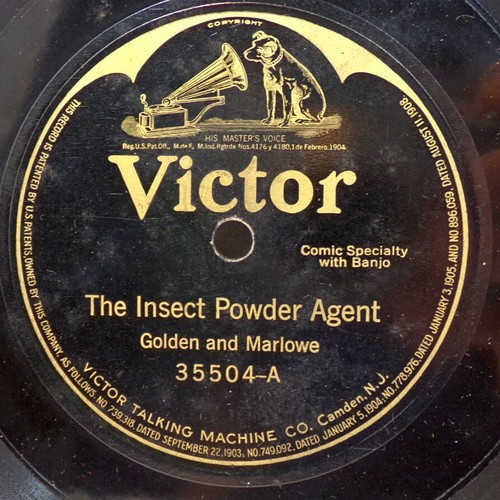 COPYRIGHT
HIS MASTER'S VOICE
Reg.U.S.Pat.Off., M.de F., M.Ind.Rgtrda Nos.4176 y 4180,1 de Febrero,1904.
Victor
Comic Specialty
with Banjo
The Insect Powder Agent
Golden and Marlowe
35504-A
VICTOR TALKING MACHINE CO. Camden, N.J.
THIS RECORD IS PATENTED BY U.S.PATENTS,OWNED BY THIS COMPANY, AS FOLLOWS, NO.739,318, DATED SEPTEMBER 22,1903; NO.749,092, DATED JANUARY 5,1904; NO.778,976, DATED JANUARY 3,1905, AND NO 896,059, DATED AUGUST 11, 1908